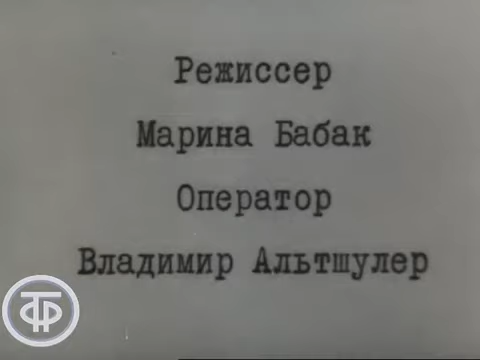 Режиссер
Марина Бабак
Оператор
Владимир Альтшулер